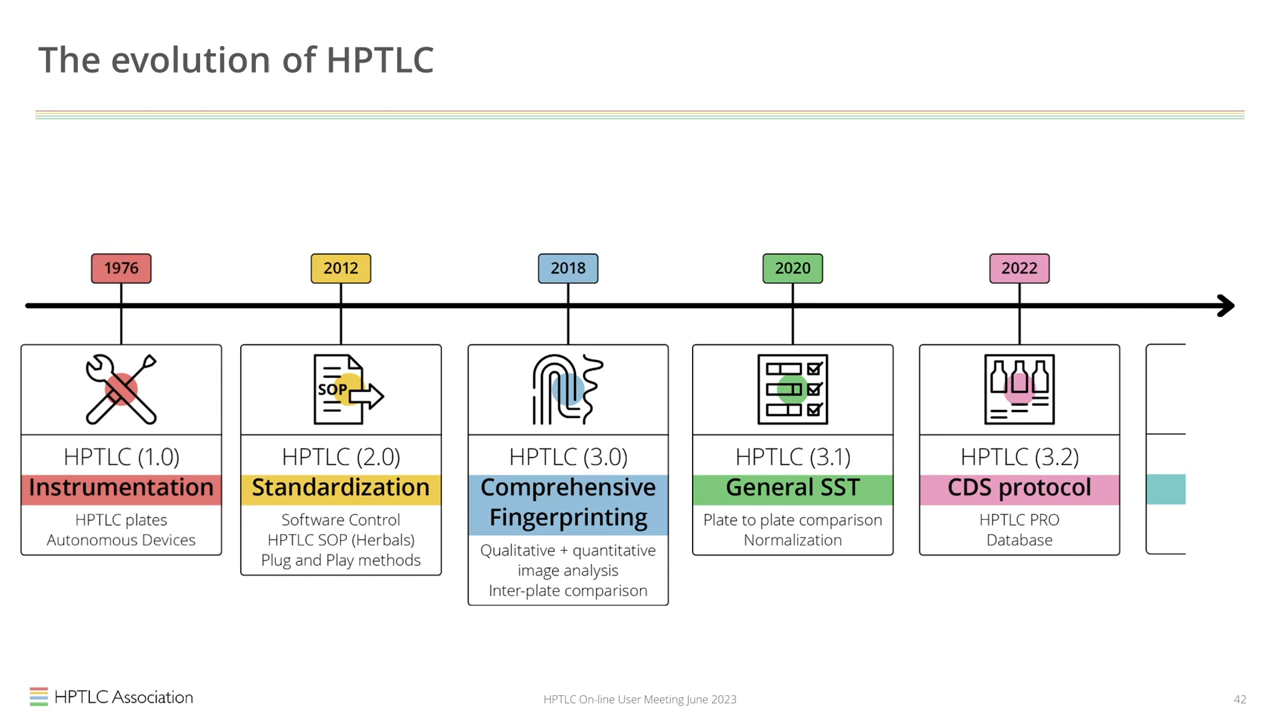 The evolution of HPTLC
1976
2012
2018
2020
2022
SOP
HPTLC (1.0)
Instrumentation
HPTLC plates
Autonomous Devices
HPTLC (2.0)
Standardization
Software Control
HPTLC SOP (Herbals)
Plug and Play methods
HPTLC (3.0)
Comprehensive
Fingerprinting
Qualitative + quantitative
image analysis
Inter-plate comparison
HPTLC (3.1)
General SST
Plate to plate comparison
Normalization
HPTLC (3.2)
CDS protocol
HPTLC PRO
Database
HPTLC Association
HPTLC On-line User Meeting June 2023
42